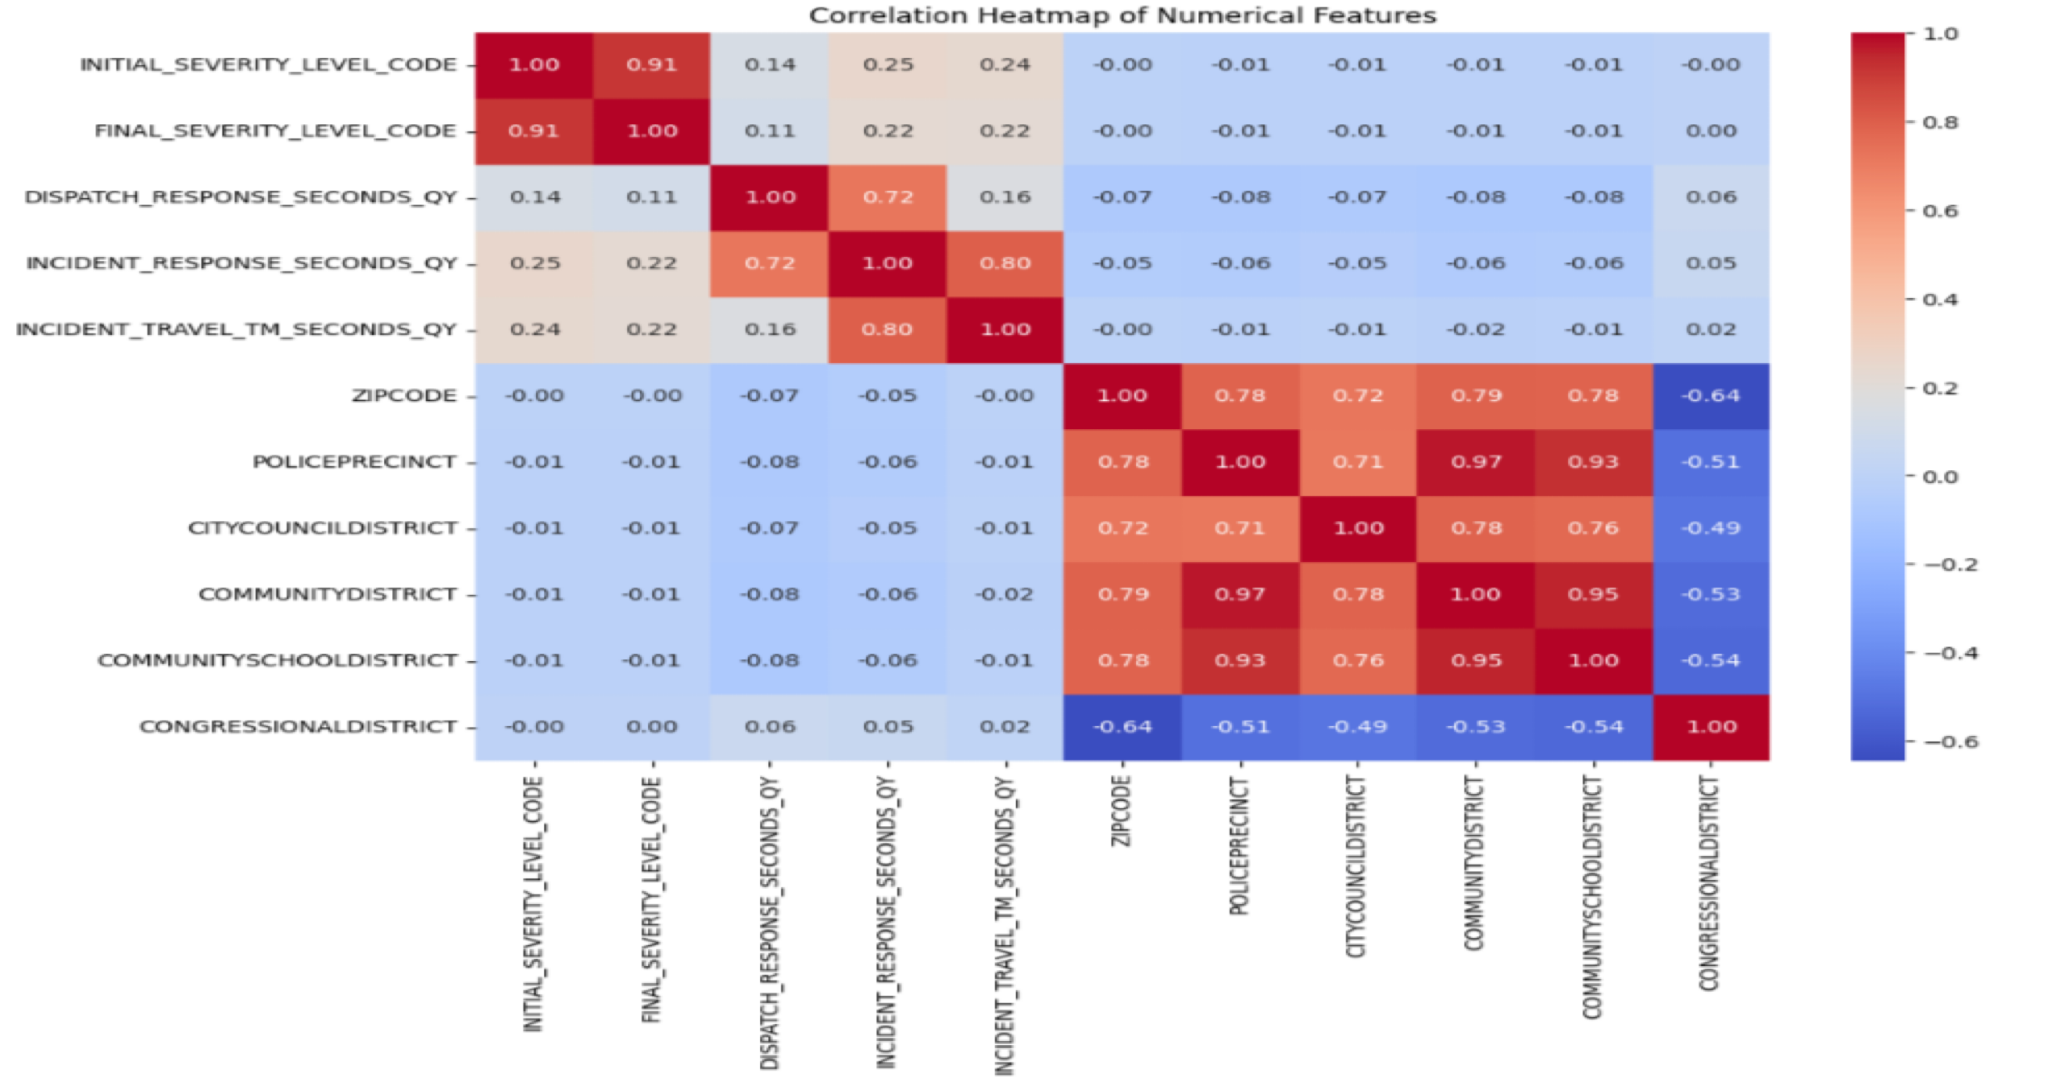 Correlation Heatmap of Numerical Features
INITIAL_SEVERITY_LEVEL_CODE 1.00 0.91 0.14 0.25 0.24 -0.00 -0.01 -0.01 -0.01 -0.01 -0.00
FINAL_SEVERITY_LEVEL_CODE 0.91 1.00 0.11 0.22 0.22 -0.00 -0.01 -0.01 -0.01 -0.01 0.00
DISPATCH_RESPONSE_SECONDS_QY 0.14 0.11 1.00 0.72 0.16 -0.07 -0.08 -0.07 -0.08 -0.08 0.06
INCIDENT_RESPONSE_SECONDS_QY 0.25 0.22 0.72 1.00 0.80 -0.05 -0.06 -0.05 -0.06 -0.06 0.05
INCIDENT_TRAVEL_TM_SECONDS_QY 0.24 0.22 0.16 0.80 1.00 -0.00 -0.01 -0.01 -0.02 -0.01 0.02
ZIPCODE -0.00 -0.00 -0.07 -0.05 -0.00 1.00 0.78 0.72 0.79 0.78 -0.64
POLICEPRECINCT -0.01 -0.01 -0.08 -0.06 -0.01 0.78 1.00 0.71 0.97 0.93 -0.51
CITYCOUNCILDISTRICT -0.01 -0.01 -0.07 -0.05 -0.01 0.72 0.71 1.00 0.78 0.76 -0.49
COMMUNITYDISTRICT -0.01 -0.01 -0.08 -0.06 -0.02 0.79 0.97 0.78 1.00 0.95 -0.53
COMMUNITYSCHOOLDISTRICT -0.01 -0.01 -0.08 -0.06 -0.01 0.78 0.93 0.76 0.95 1.00 -0.54
CONGRESSIONALDISTRICT -0.00 0.00 0.06 0.05 0.02 -0.64 -0.51 -0.49 -0.53 -0.54 1.00
INITIAL_SEVERITY_LEVEL_CODE
FINAL_SEVERITY_LEVEL_CODE
DISPATCH_RESPONSE_SECONDS_QY
INCIDENT_RESPONSE_SECONDS_QY
INCIDENT_TRAVEL_TM_SECONDS_QY
ZIPCODE
POLICEPRECINCT
CITYCOUNCILDISTRICT
COMMUNITYDISTRICT
COMMUNITYSCHOOLDISTRICT
CONGRESSIONALDISTRICT
1.0
0.8
0.6
0.4
0.2
0.0
−0.2
−0.4
−0.6